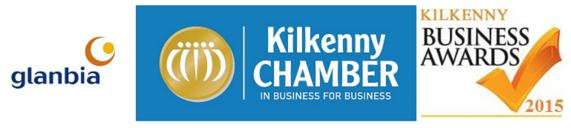 glanbia
Kilkenny
CHAMBER
IN BUSINESS FOR BUSINESS
KILKENNY
BUSINESS
AWARDS
2015